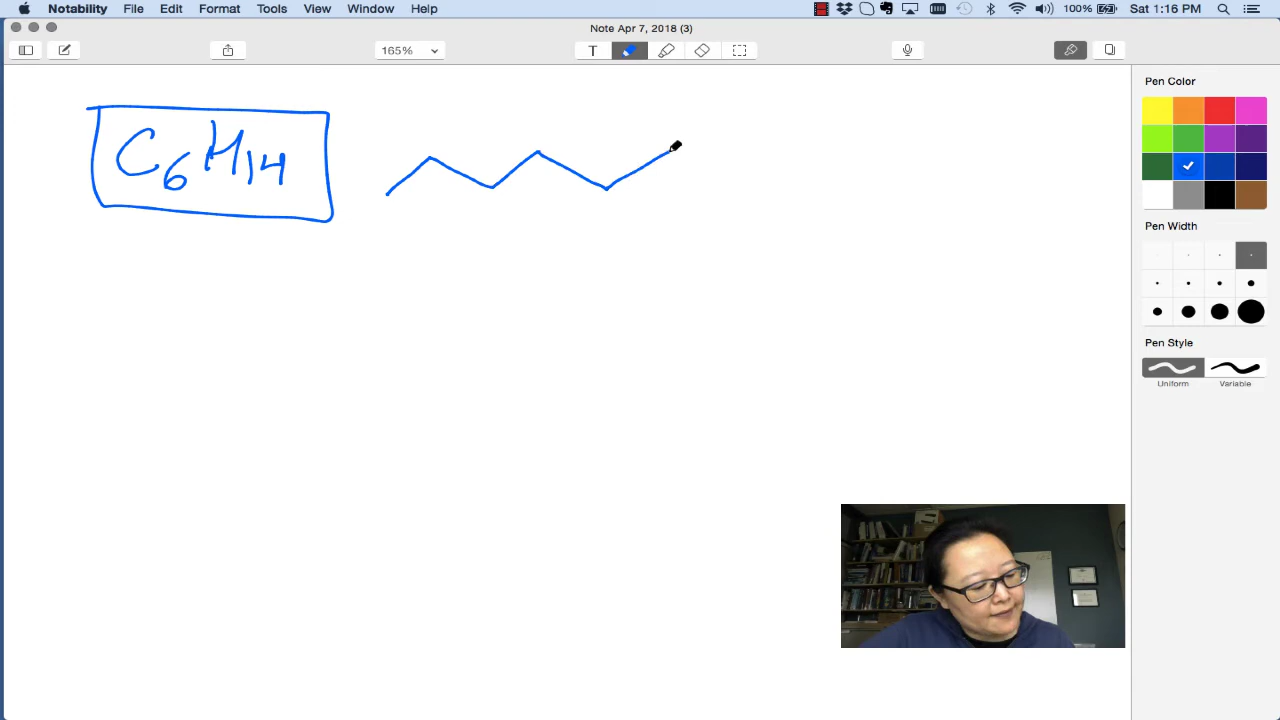 Notability File Edit Format Tools View Window Help 100% Sat 1:16 PM
Note Apr 7, 2018 (3)
165% T
Pen Color
C6H14
Pen Width
Pen Style
Uniform Variable